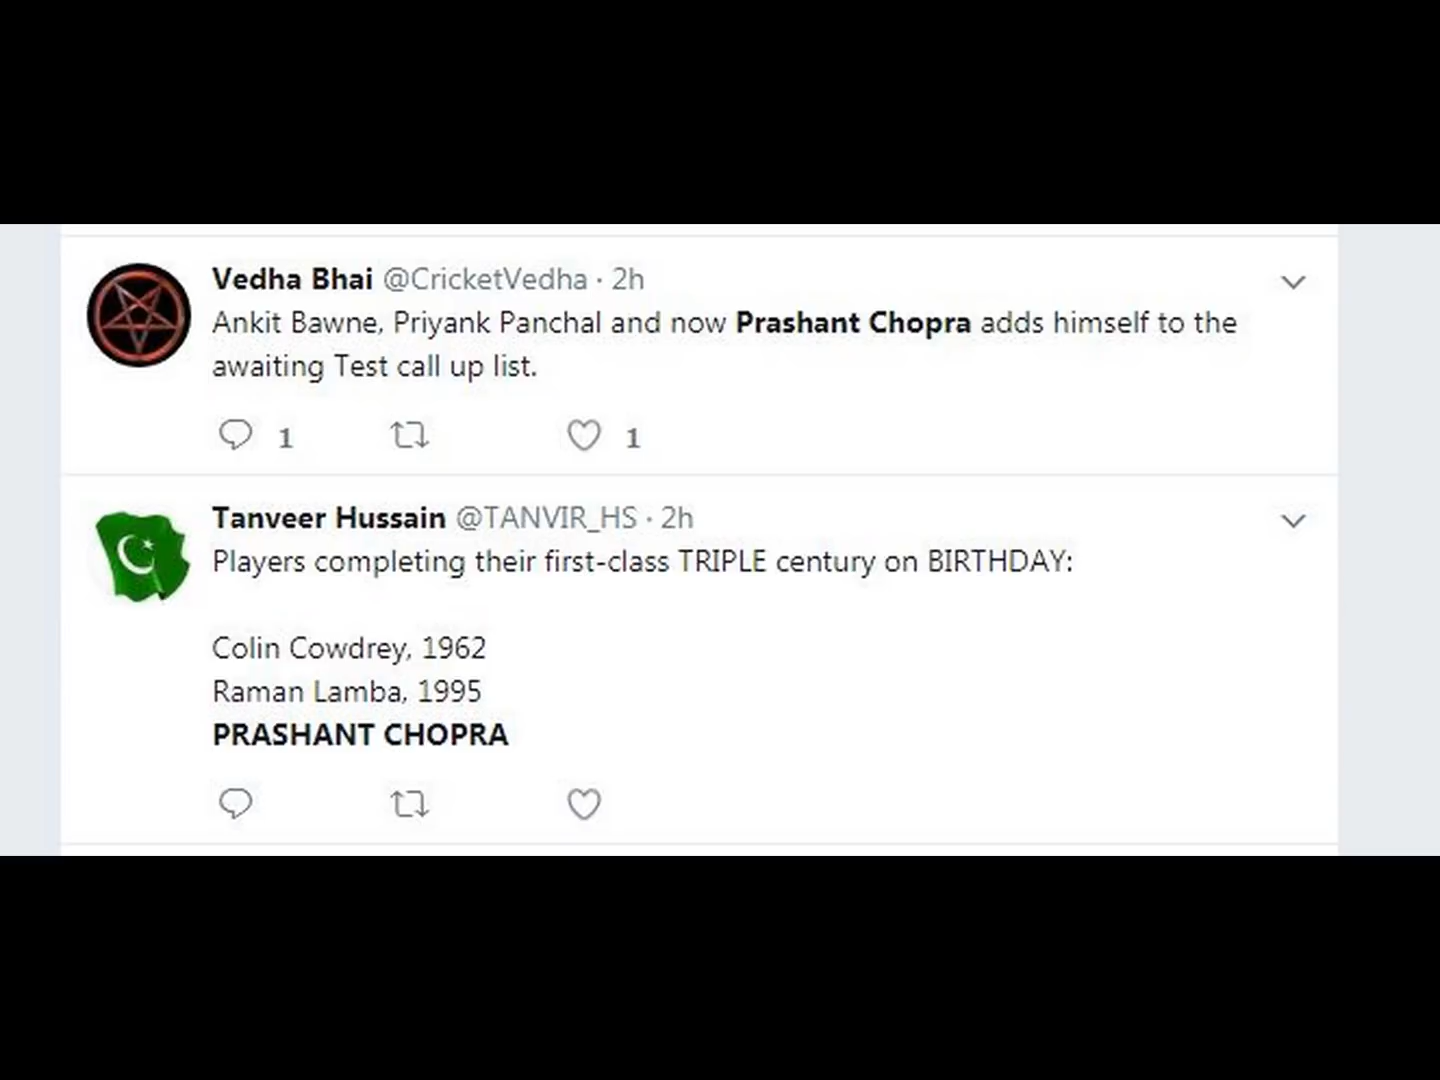 Vedha Bhai @CricketVedha · 2h
Ankit Bawne, Priyank Panchal and now Prashant Chopra adds himself to the
awaiting Test call up list.
1 1
Tanveer Hussain @TANVIR_HS · 2h
Players completing their first-class TRIPLE century on BIRTHDAY:
Colin Cowdrey, 1962
Raman Lamba, 1995
PRASHANT CHOPRA